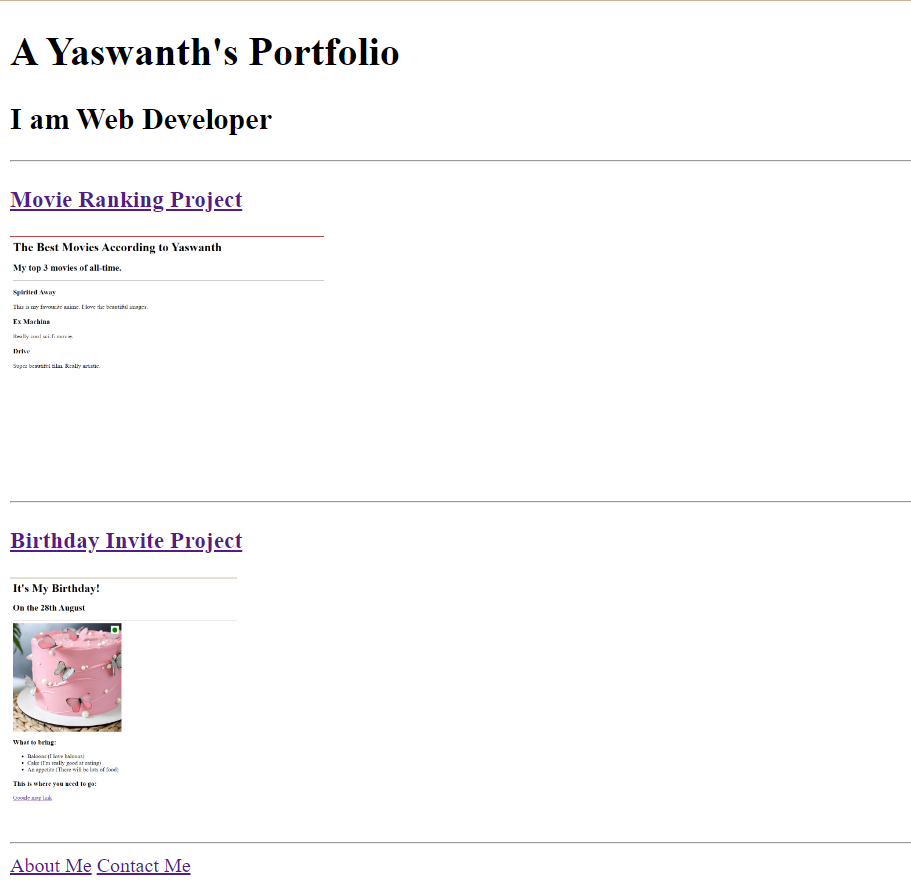 A Yaswanth's Portfolio
I am Web Developer
Movie Ranking Project
The Best Movies According to Yaswanth
My top 3 movies of all-time.
Spirited Away
This is my favourite anime. I love the beautiful images.
Ex Machina
Really cool sci-fi movie.
Drive
Super beautiful film. Really artistic.
Birthday Invite Project
It's My Birthday!
On the 28th August
What to bring:
Baloons (I love baloons)
Cake (I'm really good at eating)
An appetite (There will be lots of food)
This is where you need to go:
Google map link
About Me Contact Me